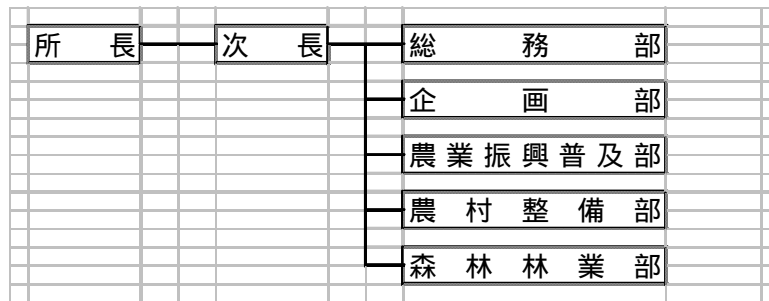 所長 次長 総務部
企画部
農業振興普及部
農村整備部
森林林業部